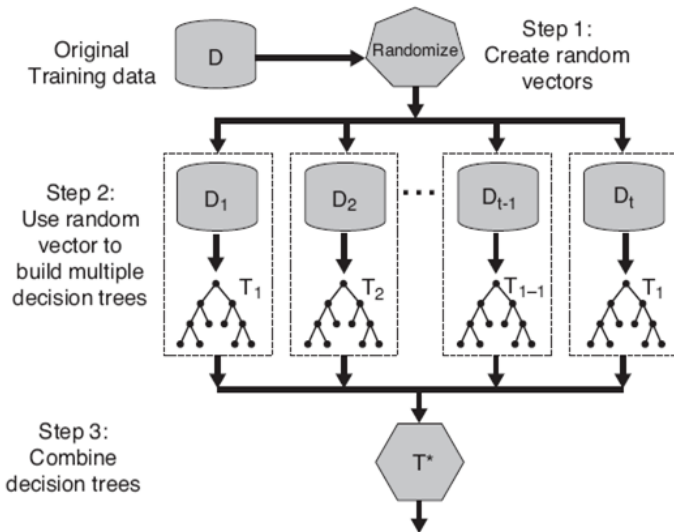 Original
Training data
D
Randomize
Step 1:
Create random
vectors
Step 2:
Use random
vector to
build multiple
decision trees
D1
D2
...
Dt-1
Dt
T1
T2
T1–1
T1
Step 3:
Combine
decision trees
T*